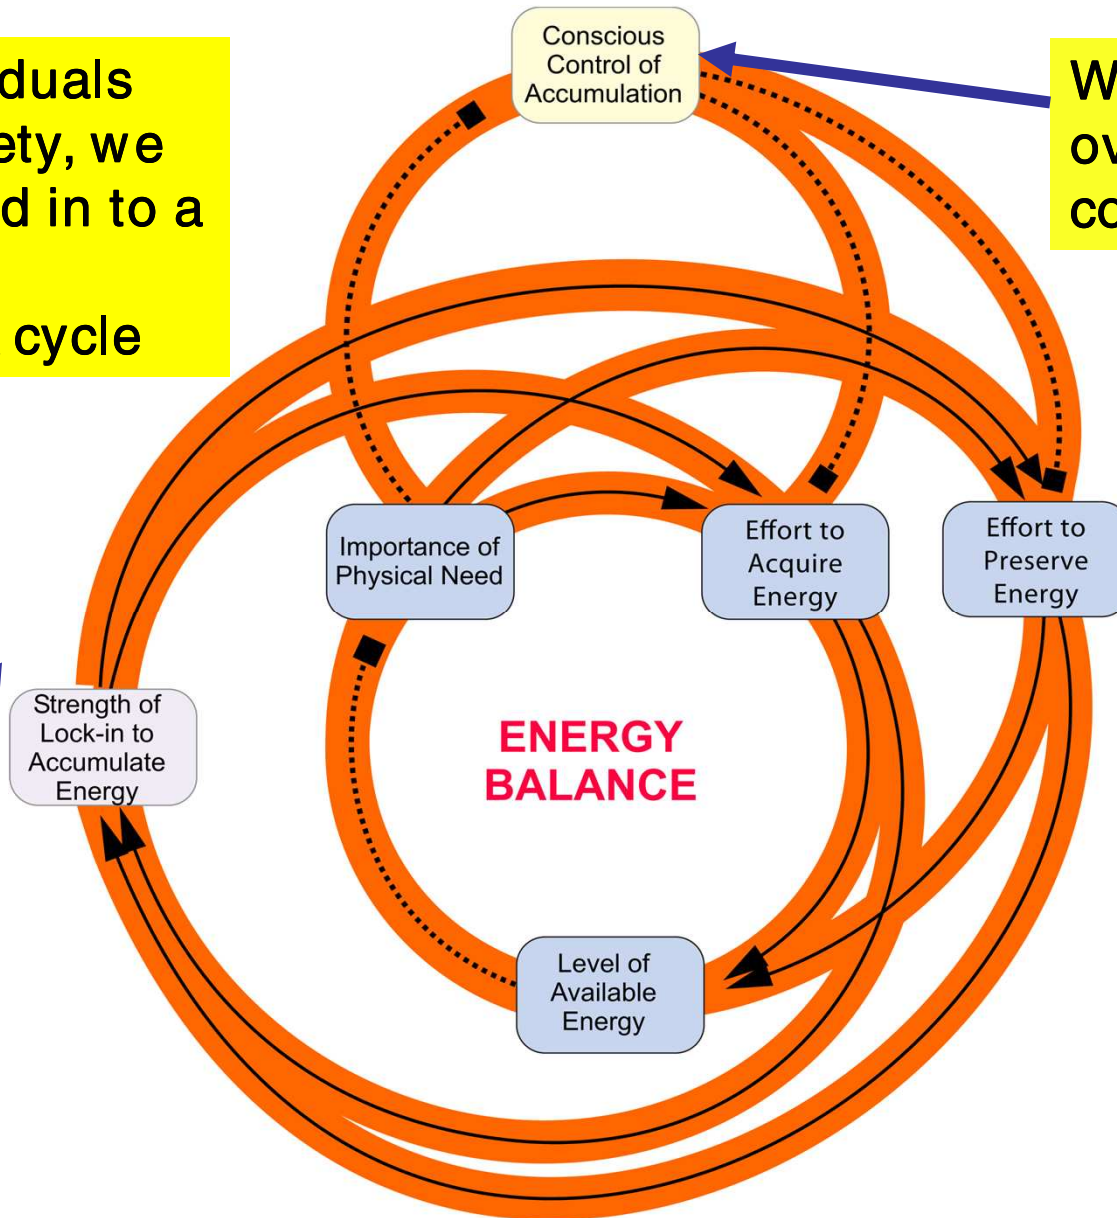 Conscious
Control of
Accumulation
duals
ety, we
d in to a
cycle
W
ov
co
Importance of
Physical Need
Effort to
Acquire
Energy
Effort to
Preserve
Energy
Strength of
Lock-in to
Accumulate
Energy
ENERGY
BALANCE
Level of
Available
Energy